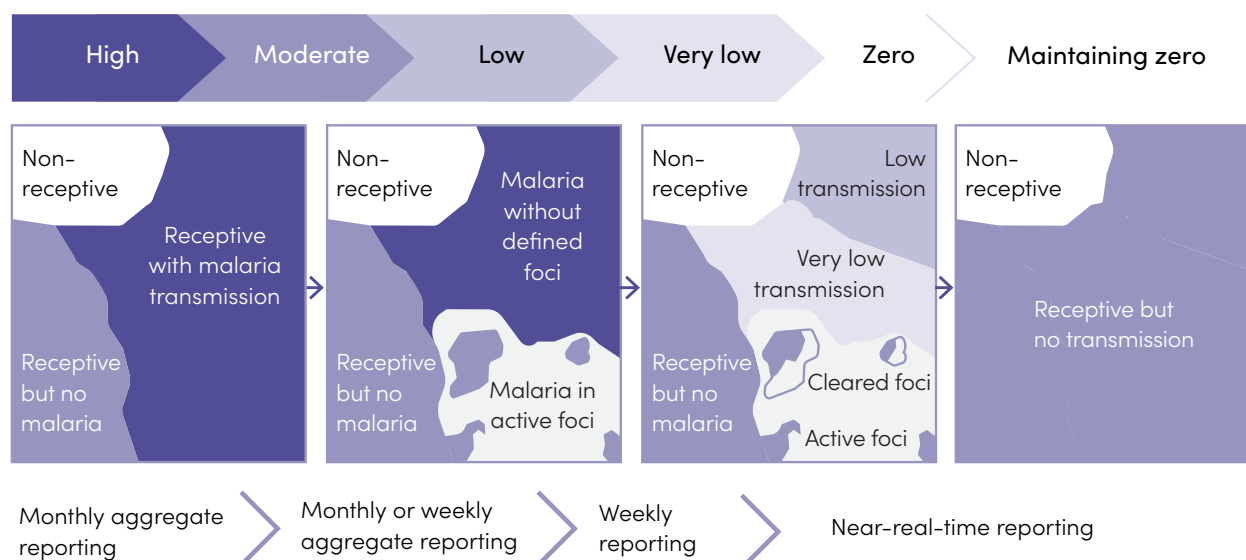 High
Moderate
Low
Very low
Zero
Maintaining zero
Non-
receptive
Receptive
with malaria
transmission
Receptive
but no
malaria
Non-
receptive
Malaria
without
defined
foci
Receptive
but no
malaria
Malaria in
active foci
Non-
receptive
Low
transmission
Very low
transmission
Receptive
but no
malaria
Cleared foci
Active foci
Non-
receptive
Receptive but
no transmission
Monthly aggregate
reporting
Monthly or weekly
aggregate reporting
Weekly
reporting
Near-real-time reporting